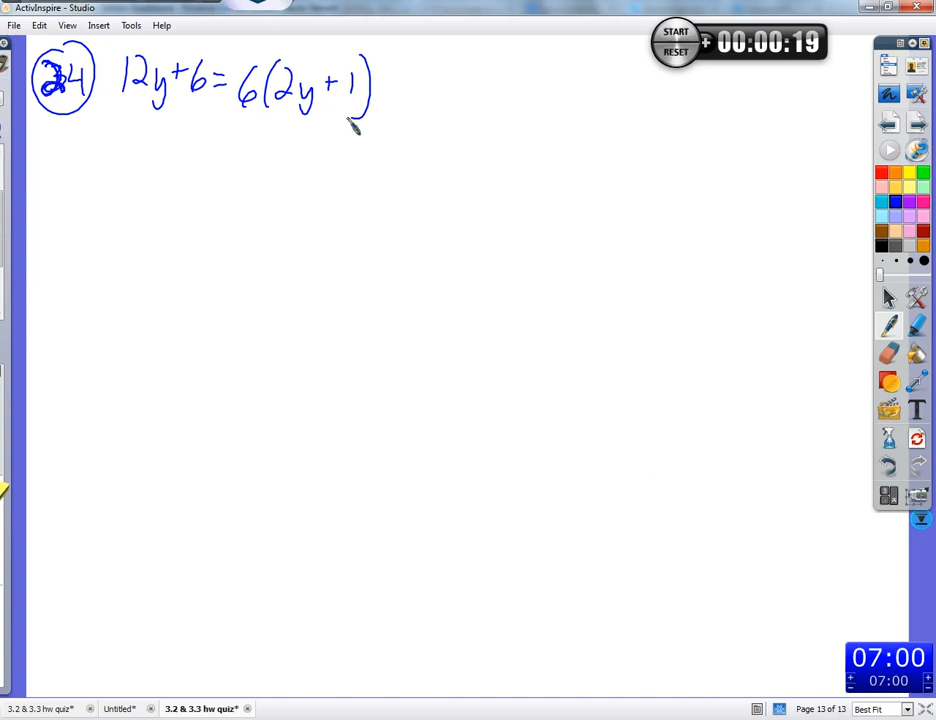 ActivInspire - Studio
File Edit View Insert Tools Help
START
RESET
+ 00:00:19
24 12y+6=6(2y+1)
T
07:00
+ 07:00 +
3.2 & 3.3 hw quiz* Untitled* 3.2 & 3.3 hw quiz* Page 13 of 13 Best Fit